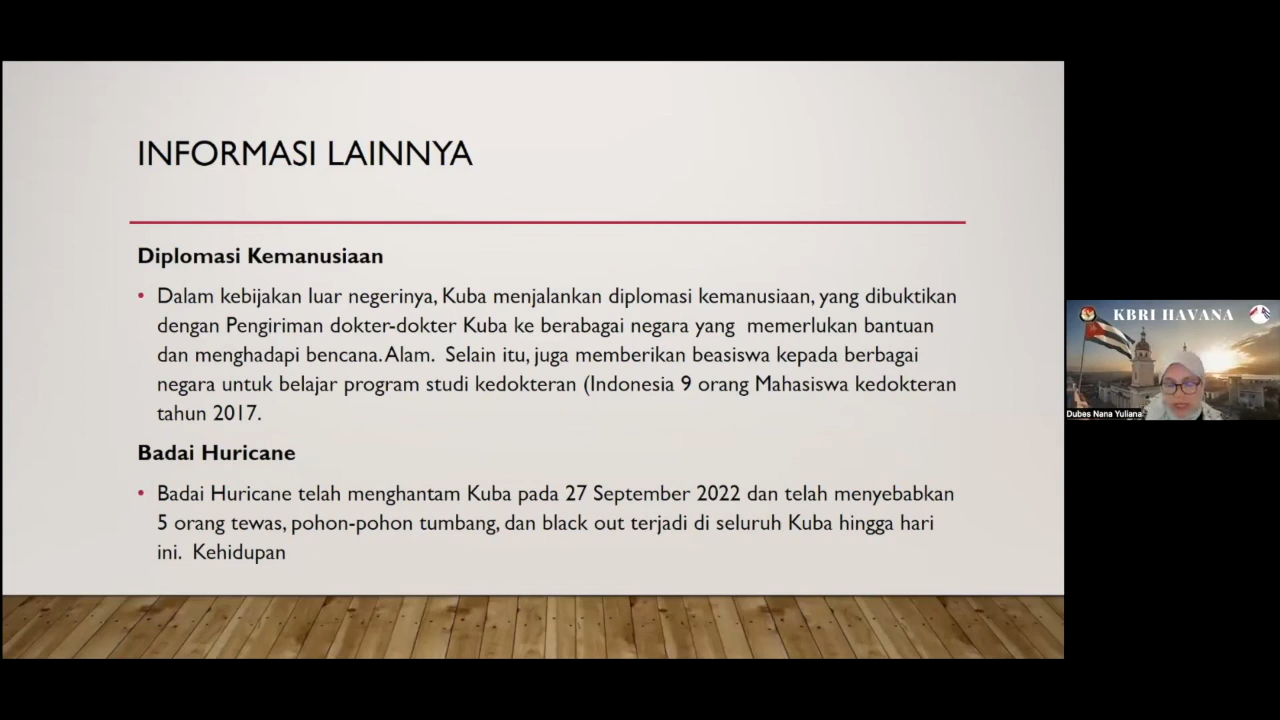 INFORMASI LAINNYA
Diplomasi Kemanusiaan
• Dalam kebijakan luar negerinya, Kuba menjalankan diplomasi kemanusiaan, yang dibuktikan
dengan Pengiriman dokter-dokter Kuba ke berabagai negara yang  memerlukan bantuan
dan menghadapi bencana. Alam.  Selain itu, juga memberikan beasiswa kepada berbagai
negara untuk belajar program studi kedokteran (Indonesia 9 orang Mahasiswa kedokteran
tahun 2017.
Badai Huricane
• Badai Huricane telah menghantam Kuba pada 27 September 2022 dan telah menyebabkan
5 orang tewas, pohon-pohon tumbang, dan black out terjadi di seluruh Kuba hingga hari
ini.  Kehidupan
KBRI HAVANA
Dubes Nana Yuliana